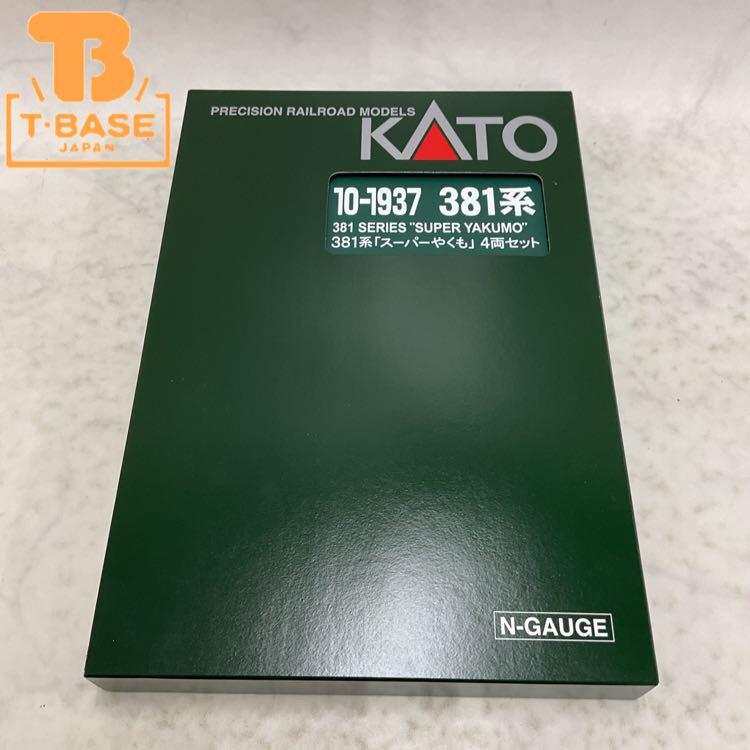 TB
T·BASE
JAPAN
PRECISION RAILROAD MODELS
KATO
10-1937 381系
381 SERIES "SUPER YAKUMO"
381系「スーパーやくも」4両セット
N-GAUGE